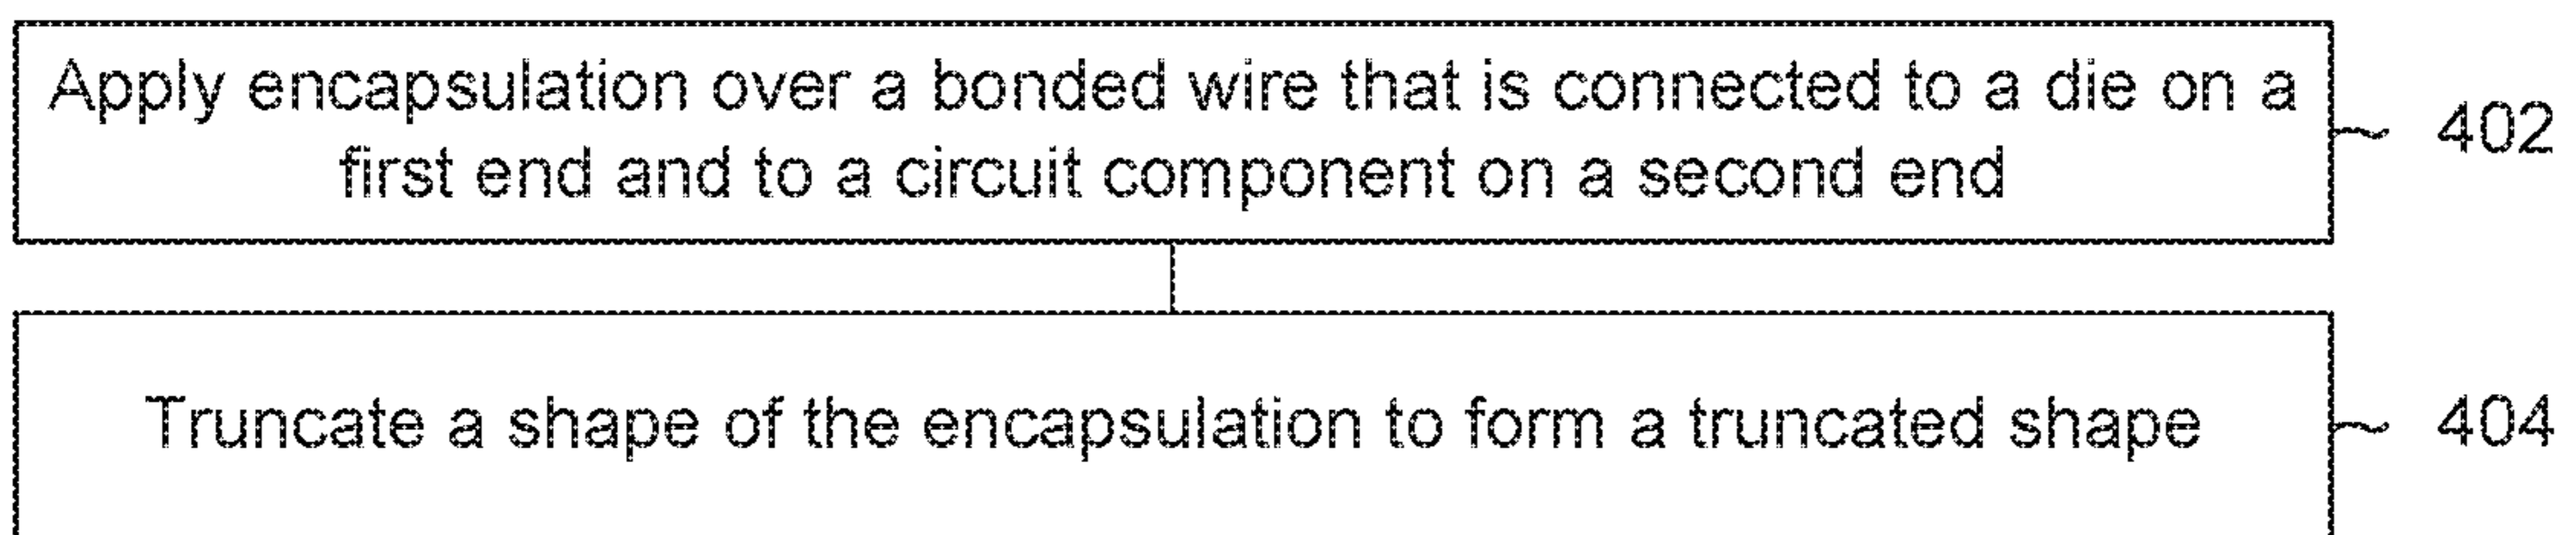 Apply encapsulation over a bonded wire that is connected to a die on a
first end and to a circuit component on a second end
402
Truncate a shape of the encapsulation to form a truncated shape
404